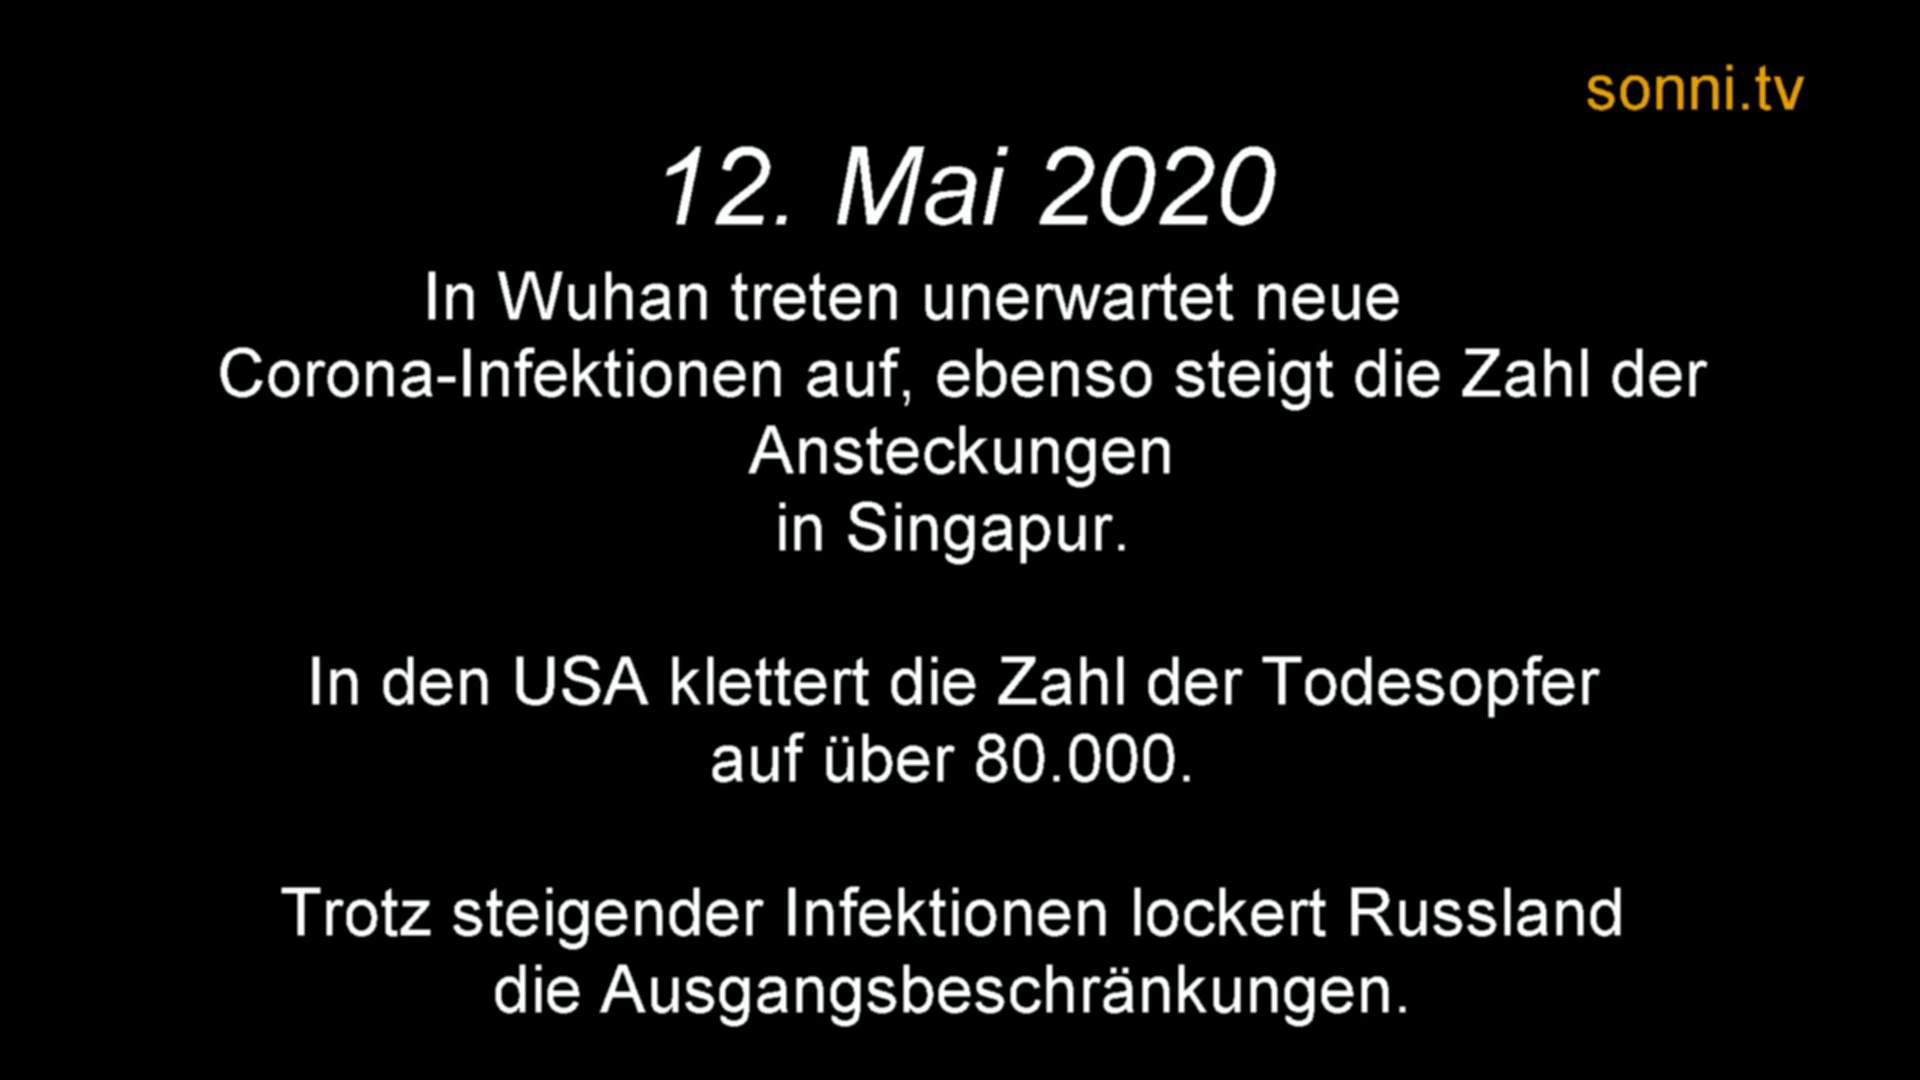 sonni.tv
12. Mai 2020
In Wuhan treten unerwartet neue
Corona-Infektionen auf, ebenso steigt die Zahl der
Ansteckungen
in Singapur.
In den USA klettert die Zahl der Todesopfer
auf über 80.000.
Trotz steigender Infektionen lockert Russland
die Ausgangsbeschränkungen.